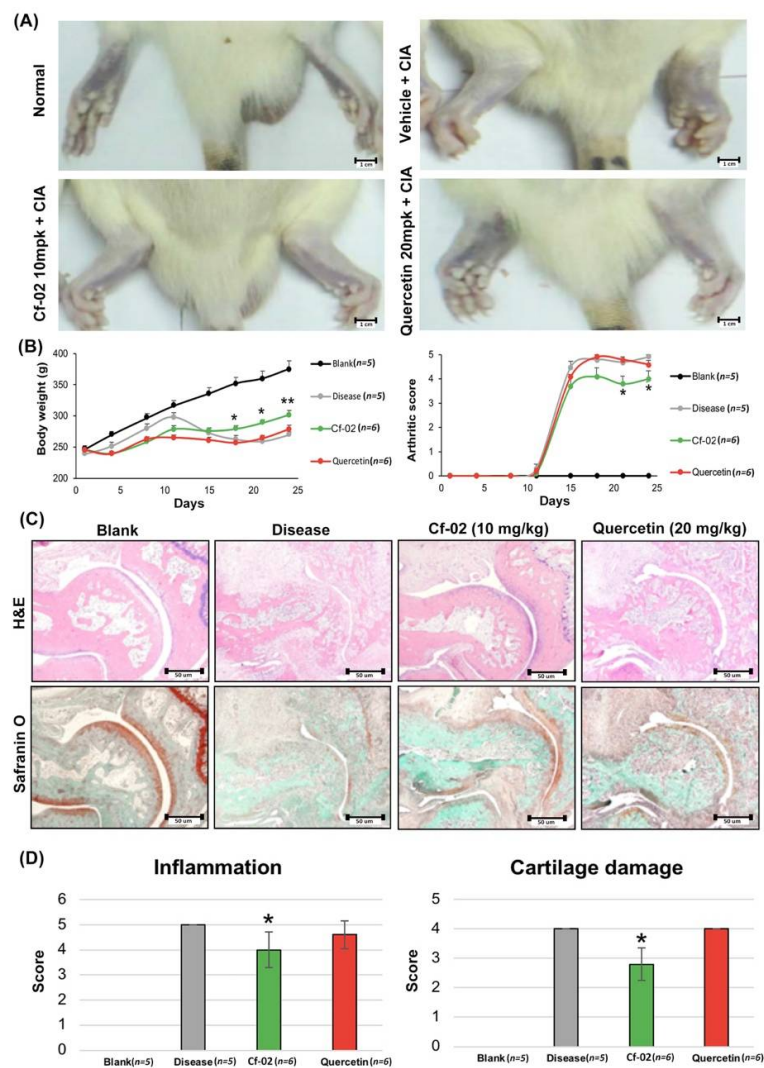 (A)
Normal
1 cm
Vehicle + CIA
1 cm
Cf-02 10mpk + CIA
1 cm
Quercetin 20mpk + CIA
1 cm
(B)
Body weight (g)
400
350
300
250
200
0 5 10 15 20 25
Days
* * **
Blank (n=5)
Disease (n=5)
Cf-02 (n=6)
Quercetin (n=6)
Arthritic score
5
4
3
2
1
0
0 5 10 15 20 25
Days
* *
Blank (n=5)
Disease (n=5)
Cf-02 (n=6)
Quercetin (n=6)
(C)
Blank Disease Cf-02 (10 mg/kg) Quercetin (20 mg/kg)
H&E
50 um 50 um 50 um 50 um
Safranin O
50 um 50 um 50 um 50 um
(D)
Inflammation
Score
6
5
4
3
2
1
0
*
Blank (n=5) Disease (n=5) Cf-02 (n=6) Quercetin (n=6)
Cartilage damage
Score
5
4
3
2
1
0
*
Blank (n=5) Disease (n=5) Cf-02 (n=6) Quercetin (n=6)